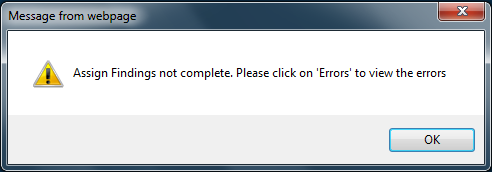 Message from webpage
Assign Findings not complete. Please click on 'Errors' to view the errors
OK